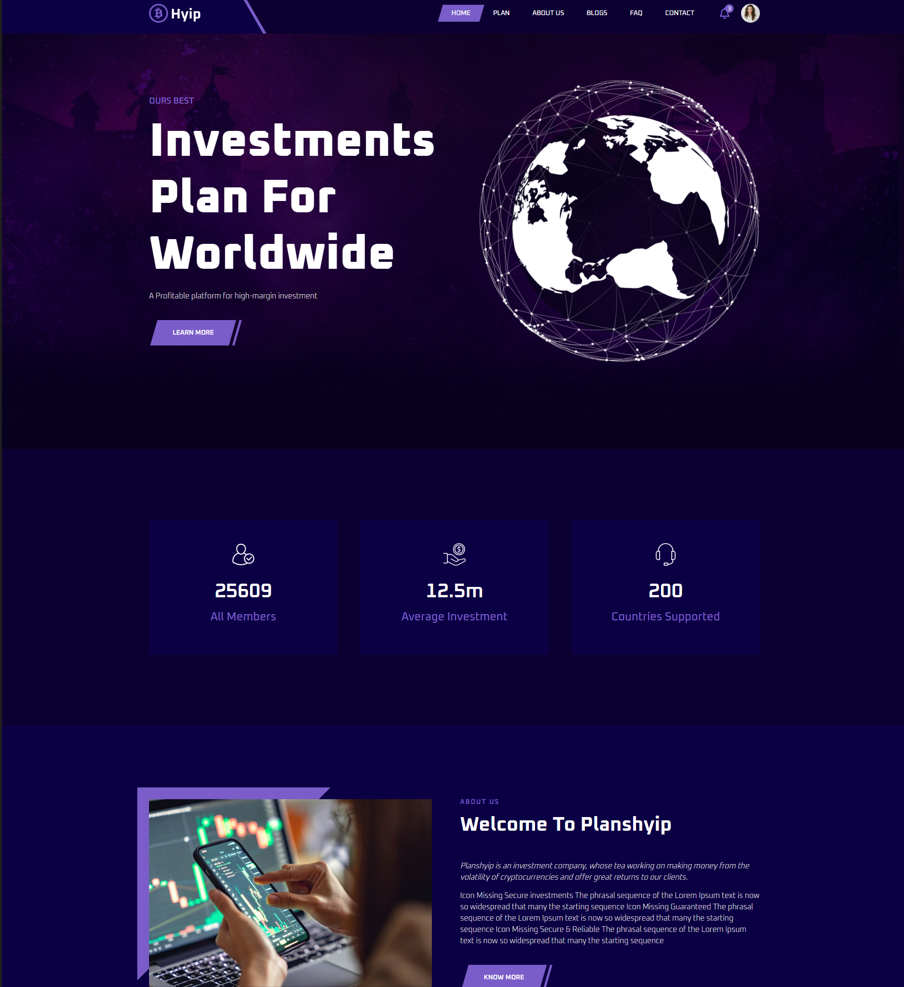 Hyip
HOME
PLAN
ABOUT US
BLOGS
FAQ
CONTACT
OURS BEST
Investments
Plan For
Worldwide
A Profitable platform for high-margin investment
LEARN MORE
25609
All Members
12.5m
Average Investment
200
Countries Supported
ABOUT US
Welcome To Planshyip
Planshyip is an investment company, whose tea working on making money from the
volatility of cryptocurrencies and offer great returns to our clients.
Icon Missing Secure investments The phrasal sequence of the Lorem Ipsum text is now
so widespread that many the starting sequence Icon Missing Guaranteed The phrasal
sequence of the Lorem Ipsum text is now so widespread that many the starting
sequence Icon Missing Secure & Reliable The phrasal sequence of the Lorem Ipsum
text is now so widespread that many the starting sequence
KNOW MORE